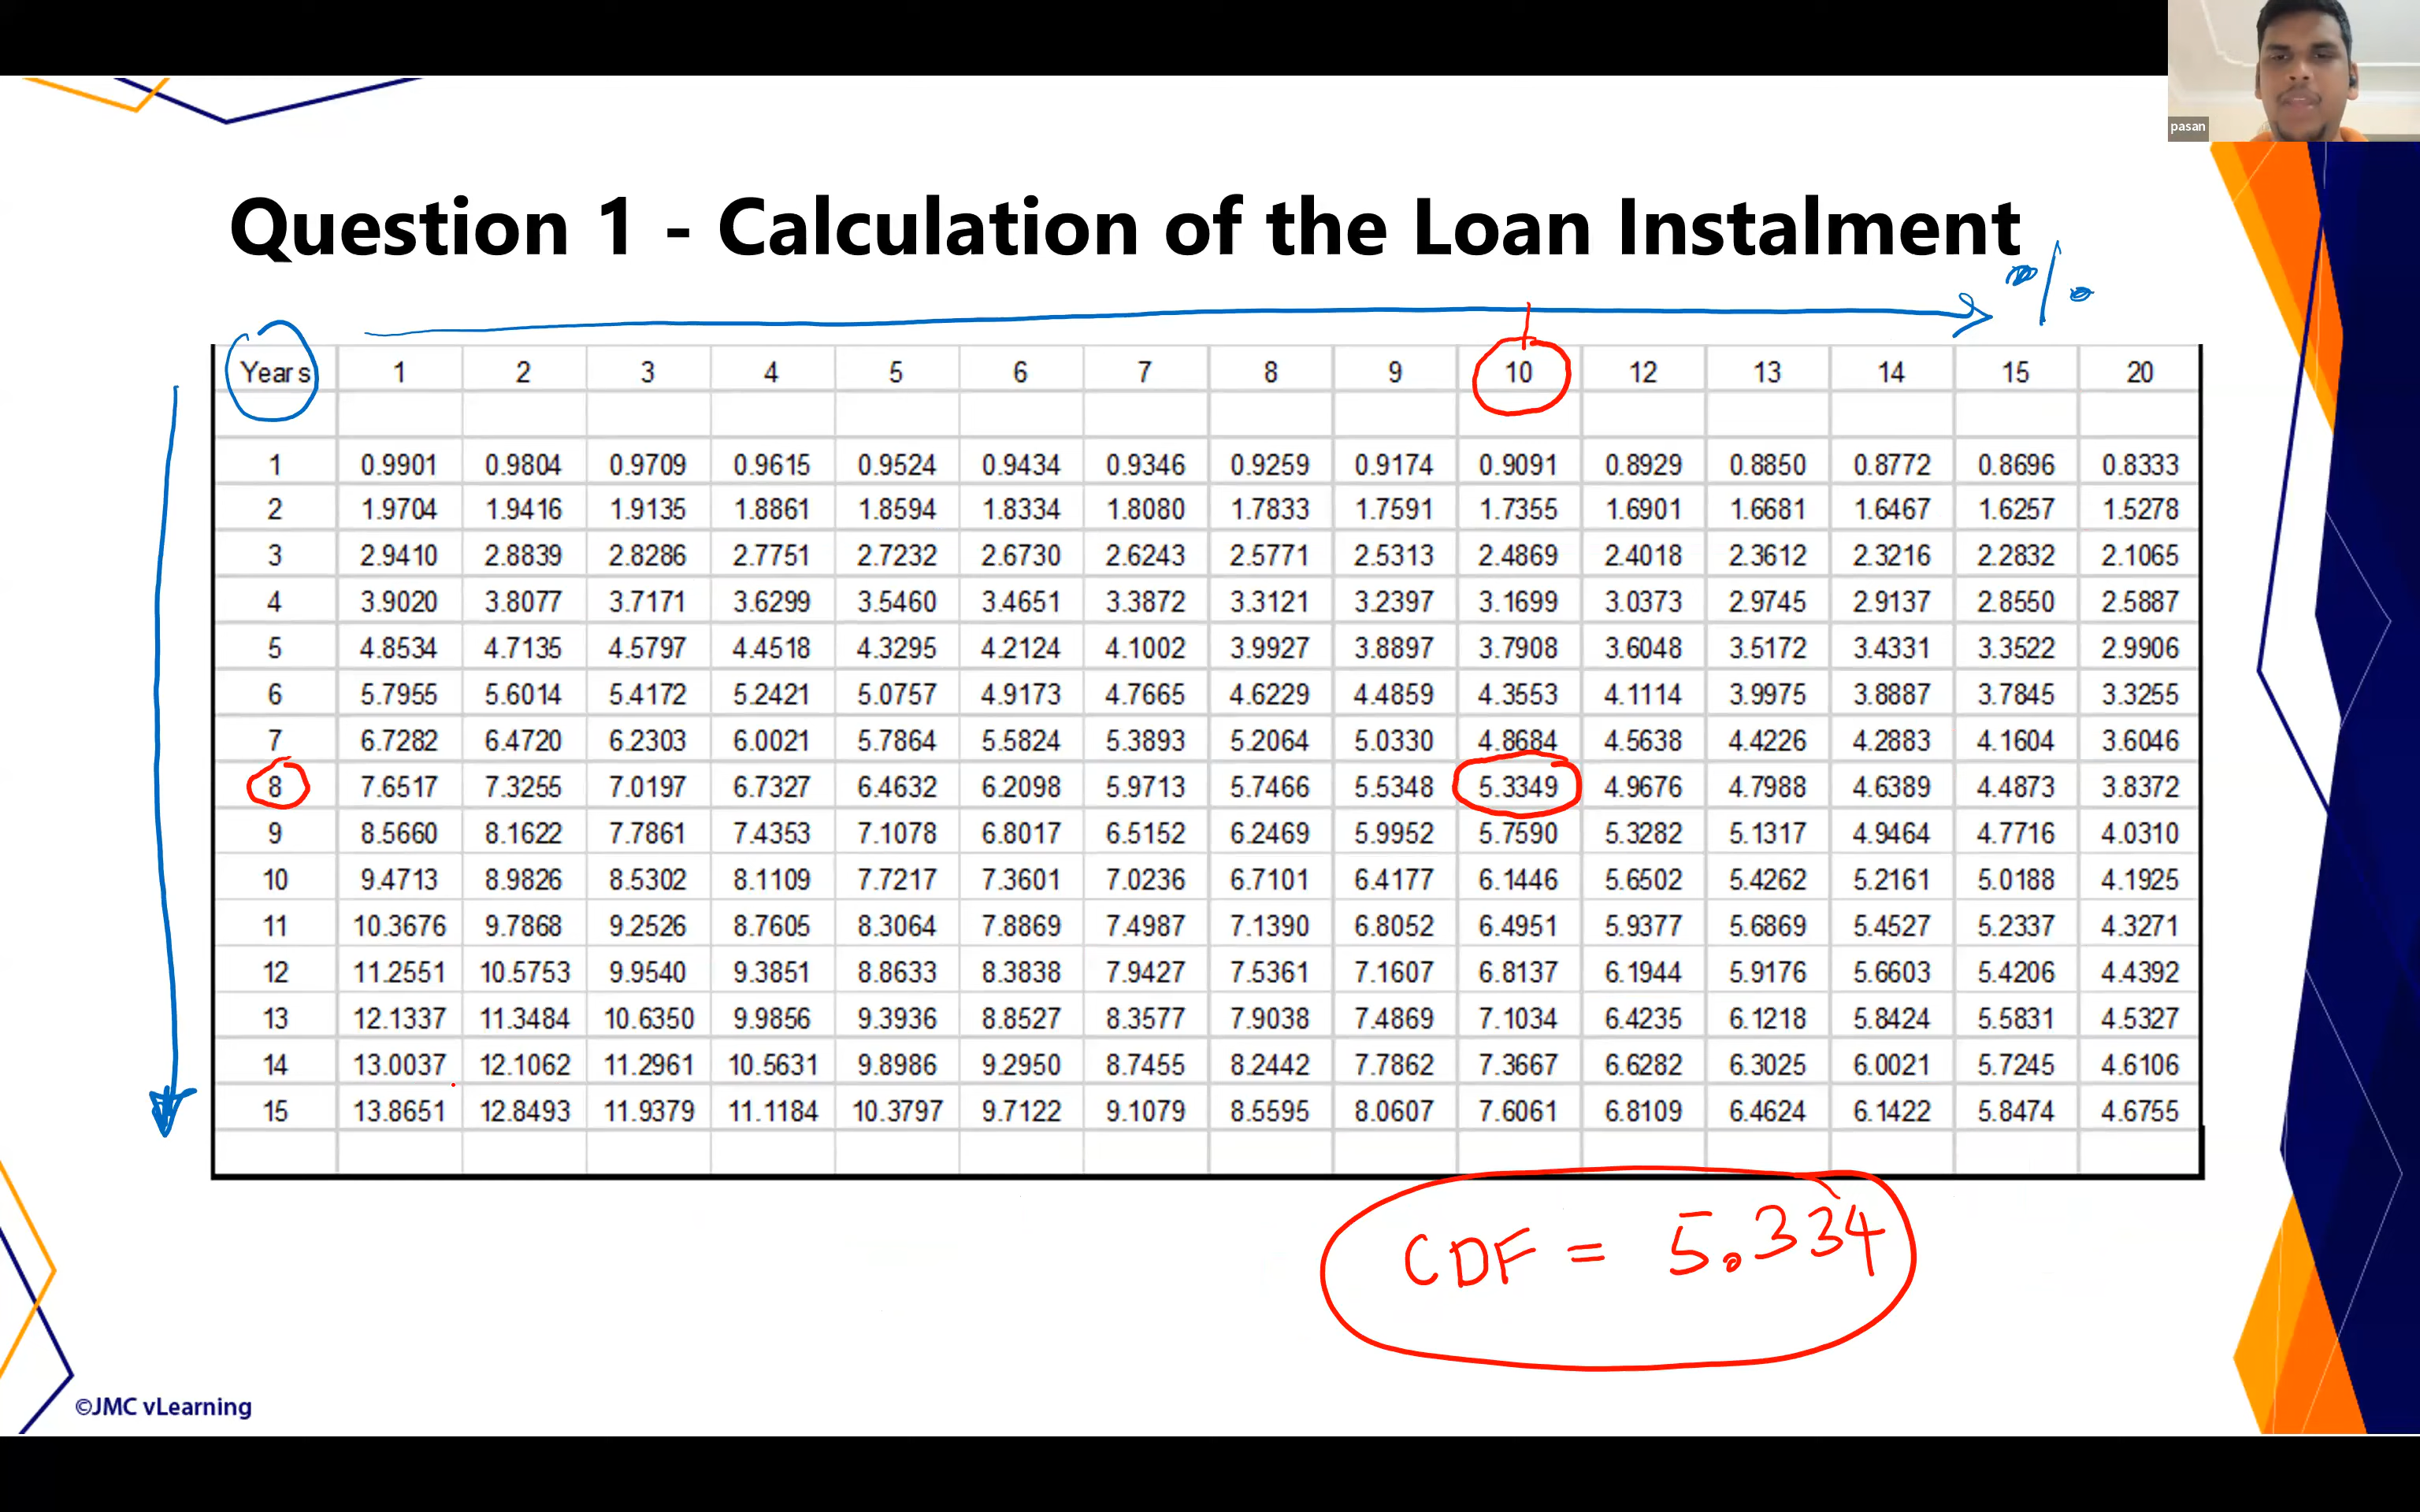 pasan
Question 1 - Calculation of the Loan Instalment
%
Years 1 2 3 4 5 6 7 8 9 10 12 13 14 15 20
1 0.9901 0.9804 0.9709 0.9615 0.9524 0.9434 0.9346 0.9259 0.9174 0.9091 0.8929 0.8850 0.8772 0.8696 0.8333
2 1.9704 1.9416 1.9135 1.8861 1.8594 1.8334 1.8080 1.7833 1.7591 1.7355 1.6901 1.6681 1.6467 1.6257 1.5278
3 2.9410 2.8839 2.8286 2.7751 2.7232 2.6730 2.6243 2.5771 2.5313 2.4869 2.4018 2.3612 2.3216 2.2832 2.1065
4 3.9020 3.8077 3.7171 3.6299 3.5460 3.4651 3.3872 3.3121 3.2397 3.1699 3.0373 2.9745 2.9137 2.8550 2.5887
5 4.8534 4.7135 4.5797 4.4518 4.3295 4.2124 4.1002 3.9927 3.8897 3.7908 3.6048 3.5172 3.4331 3.3522 2.9906
6 5.7955 5.6014 5.4172 5.2421 5.0757 4.9173 4.7665 4.6229 4.4859 4.3553 4.1114 3.9975 3.8887 3.7845 3.3255
7 6.7282 6.4720 6.2303 6.0021 5.7864 5.5824 5.3893 5.2064 5.0330 4.8684 4.5638 4.4226 4.2883 4.1604 3.6046
8 7.6517 7.3255 7.0197 6.7327 6.4632 6.2098 5.9713 5.7466 5.5348 5.3349 4.9676 4.7988 4.6389 4.4873 3.8372
9 8.5660 8.1622 7.7861 7.4353 7.1078 6.8017 6.5152 6.2469 5.9952 5.7590 5.3282 5.1317 4.9464 4.7716 4.0310
10 9.4713 8.9826 8.5302 8.1109 7.7217 7.3601 7.0236 6.7101 6.4177 6.1446 5.6502 5.4262 5.2161 5.0188 4.1925
11 10.3676 9.7868 9.2526 8.7605 8.3064 7.8869 7.4987 7.1390 6.8052 6.4951 5.9377 5.6869 5.4527 5.2337 4.3271
12 11.2551 10.5753 9.9540 9.3851 8.8633 8.3838 7.9427 7.5361 7.1607 6.8137 6.1944 5.9176 5.6603 5.4206 4.4392
13 12.1337 11.3484 10.6350 9.9856 9.3936 8.8527 8.3577 7.9038 7.4869 7.1034 6.4235 6.1218 5.8424 5.5831 4.5327
14 13.0037 12.1062 11.2961 10.5631 9.8986 9.2950 8.7455 8.2442 7.7862 7.3667 6.6282 6.3025 6.0021 5.7245 4.6106
15 13.8651 12.8493 11.9379 11.1184 10.3797 9.7122 9.1079 8.5595 8.0607 7.6061 6.8109 6.4624 6.1422 5.8474 4.6755
CDF = 5.334
©JMC vLearning